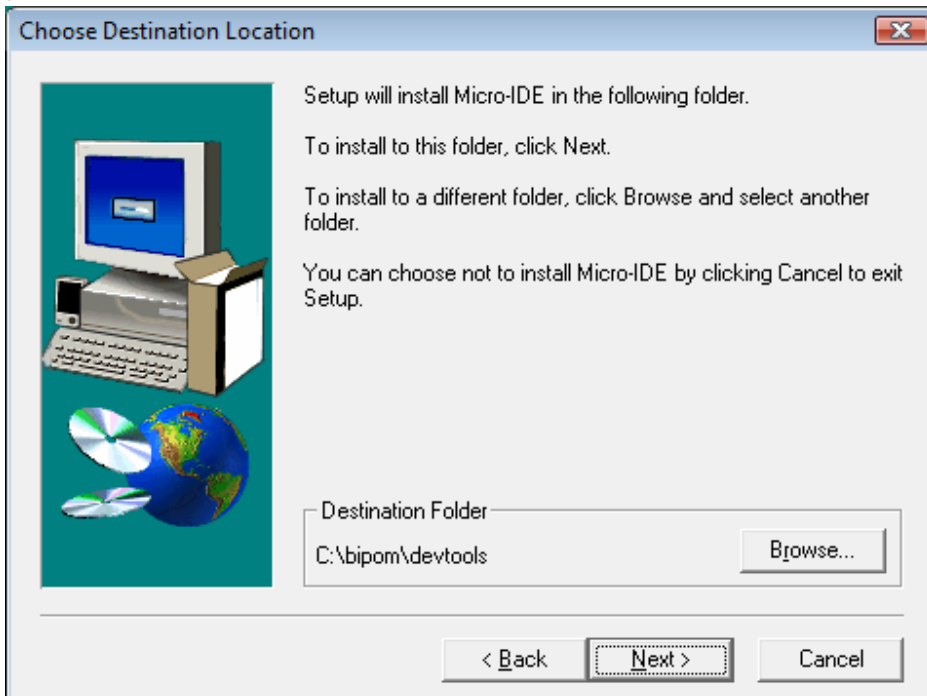 Choose Destination Location
Setup will install Micro-IDE in the following folder.
To install to this folder, click Next.
To install to a different folder, click Browse and select another
folder.
You can choose not to install Micro-IDE by clicking Cancel to exit
Setup.
Destination Folder
C:\bipom\devtools
Browse...
< Back
Next >
Cancel